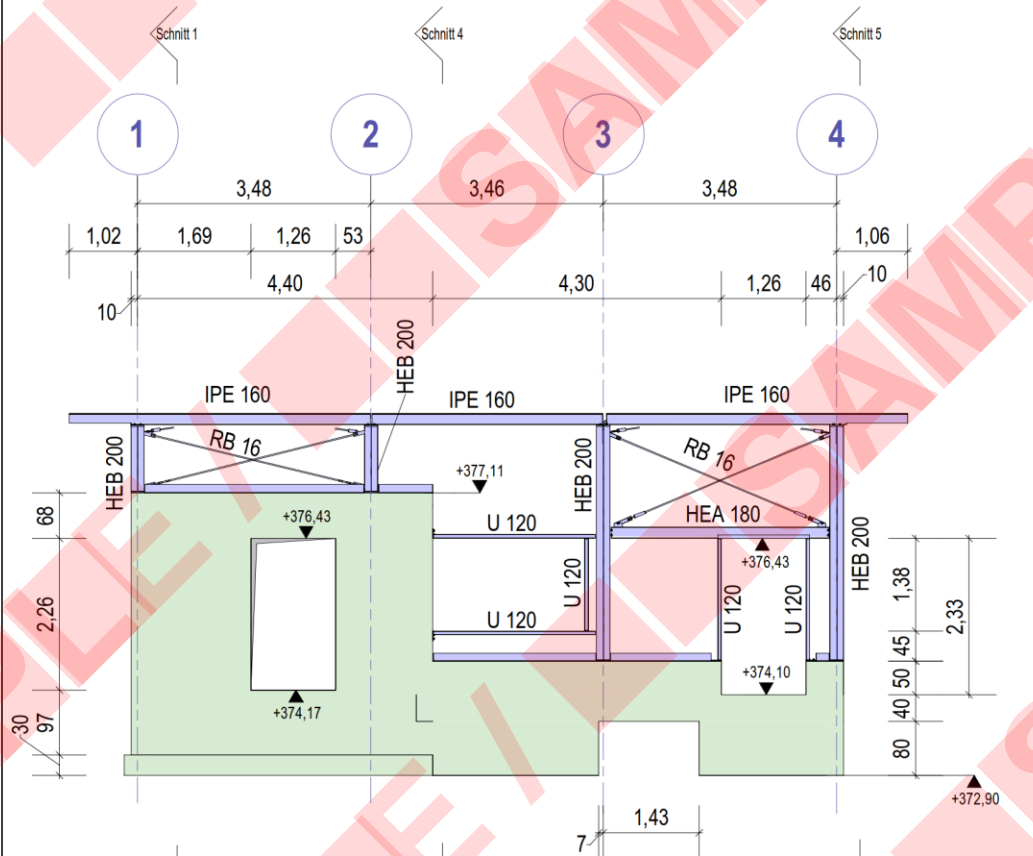 Schnitt 1
Schnitt 4
Schnitt 5
1
2
3
4
3,48
3,46
3,48
1,02
1,69
1,26
53
1,06
10
4,40
4,30
1,26
46
10
HEB 200
IPE 160
IPE 160
IPE 160
HEB 200
RB 16
HEB 200
RB 16
+377,11
HEA 180
HEB 200
68
+376,43
U 120
+376,43
U 120
U 120
U 120
1,38
2,33
2,26
U 120
45
+374,10
50
+374,17
40
30
97
80
+372,90
1,43
7
SAMPLE / SAMPLE
PLE / SAMPLE